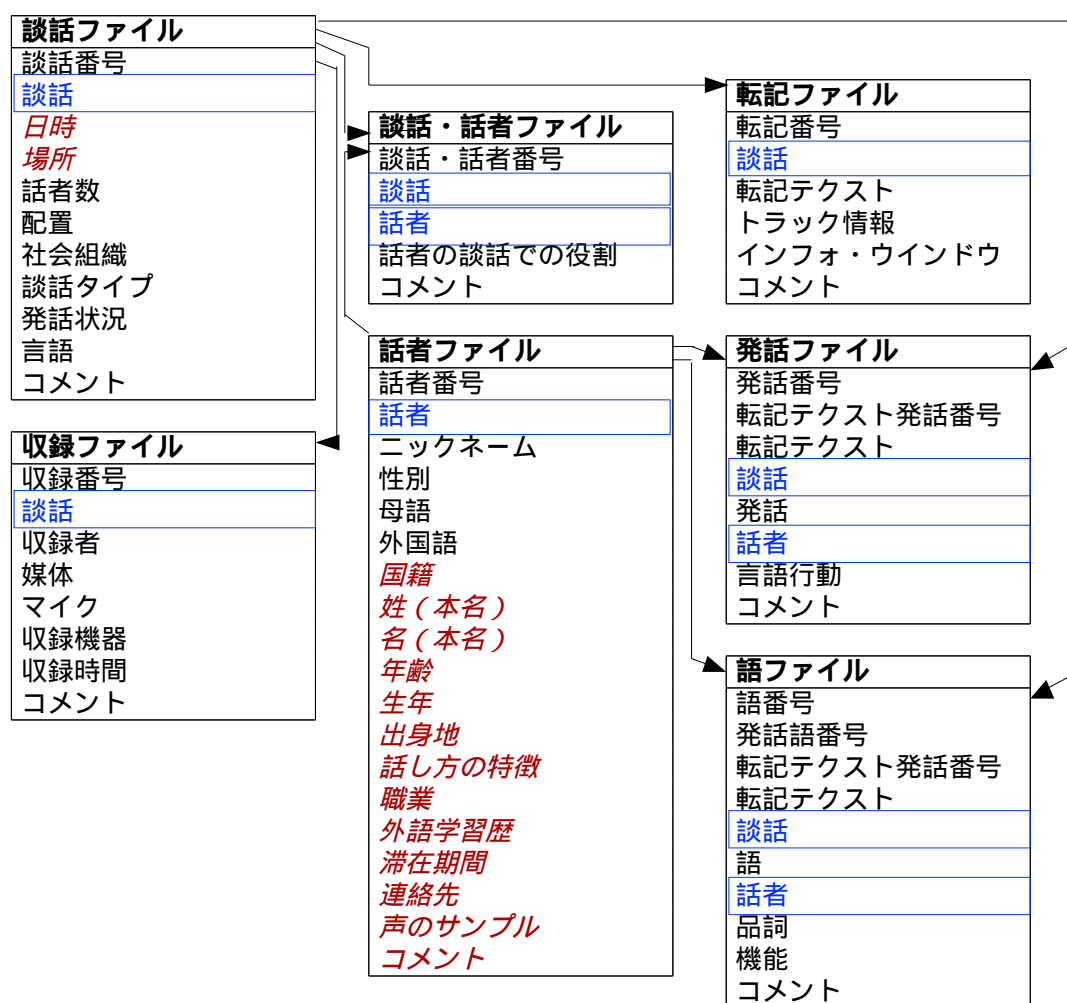 談話ファイル
談話番号
談話
日時
場所
話者数
配置
社会組織
談話タイプ
発話状況
言語
コメント
収録ファイル
収録番号
談話
収録者
媒体
マイク
収録機器
収録時間
コメント
談話・話者ファイル
談話・話者番号
談話
話者
話者の談話での役割
コメント
話者ファイル
話者番号
話者
ニックネーム
性別
母語
外国語
国籍
姓（本名）
名（本名）
年齢
生年
出身地
話し方の特徴
職業
外語学習歴
滞在期間
連絡先
声のサンプル
コメント
転記ファイル
転記番号
談話
転記テクスト
トラック情報
インフォ・ウインドウ
コメント
発話ファイル
発話番号
転記テクスト発話番号
転記テクスト
談話
発話
話者
言語行動
コメント
語ファイル
語番号
発話語番号
転記テクスト発話番号
転記テクスト
談話
語
話者
品詞
機能
コメント